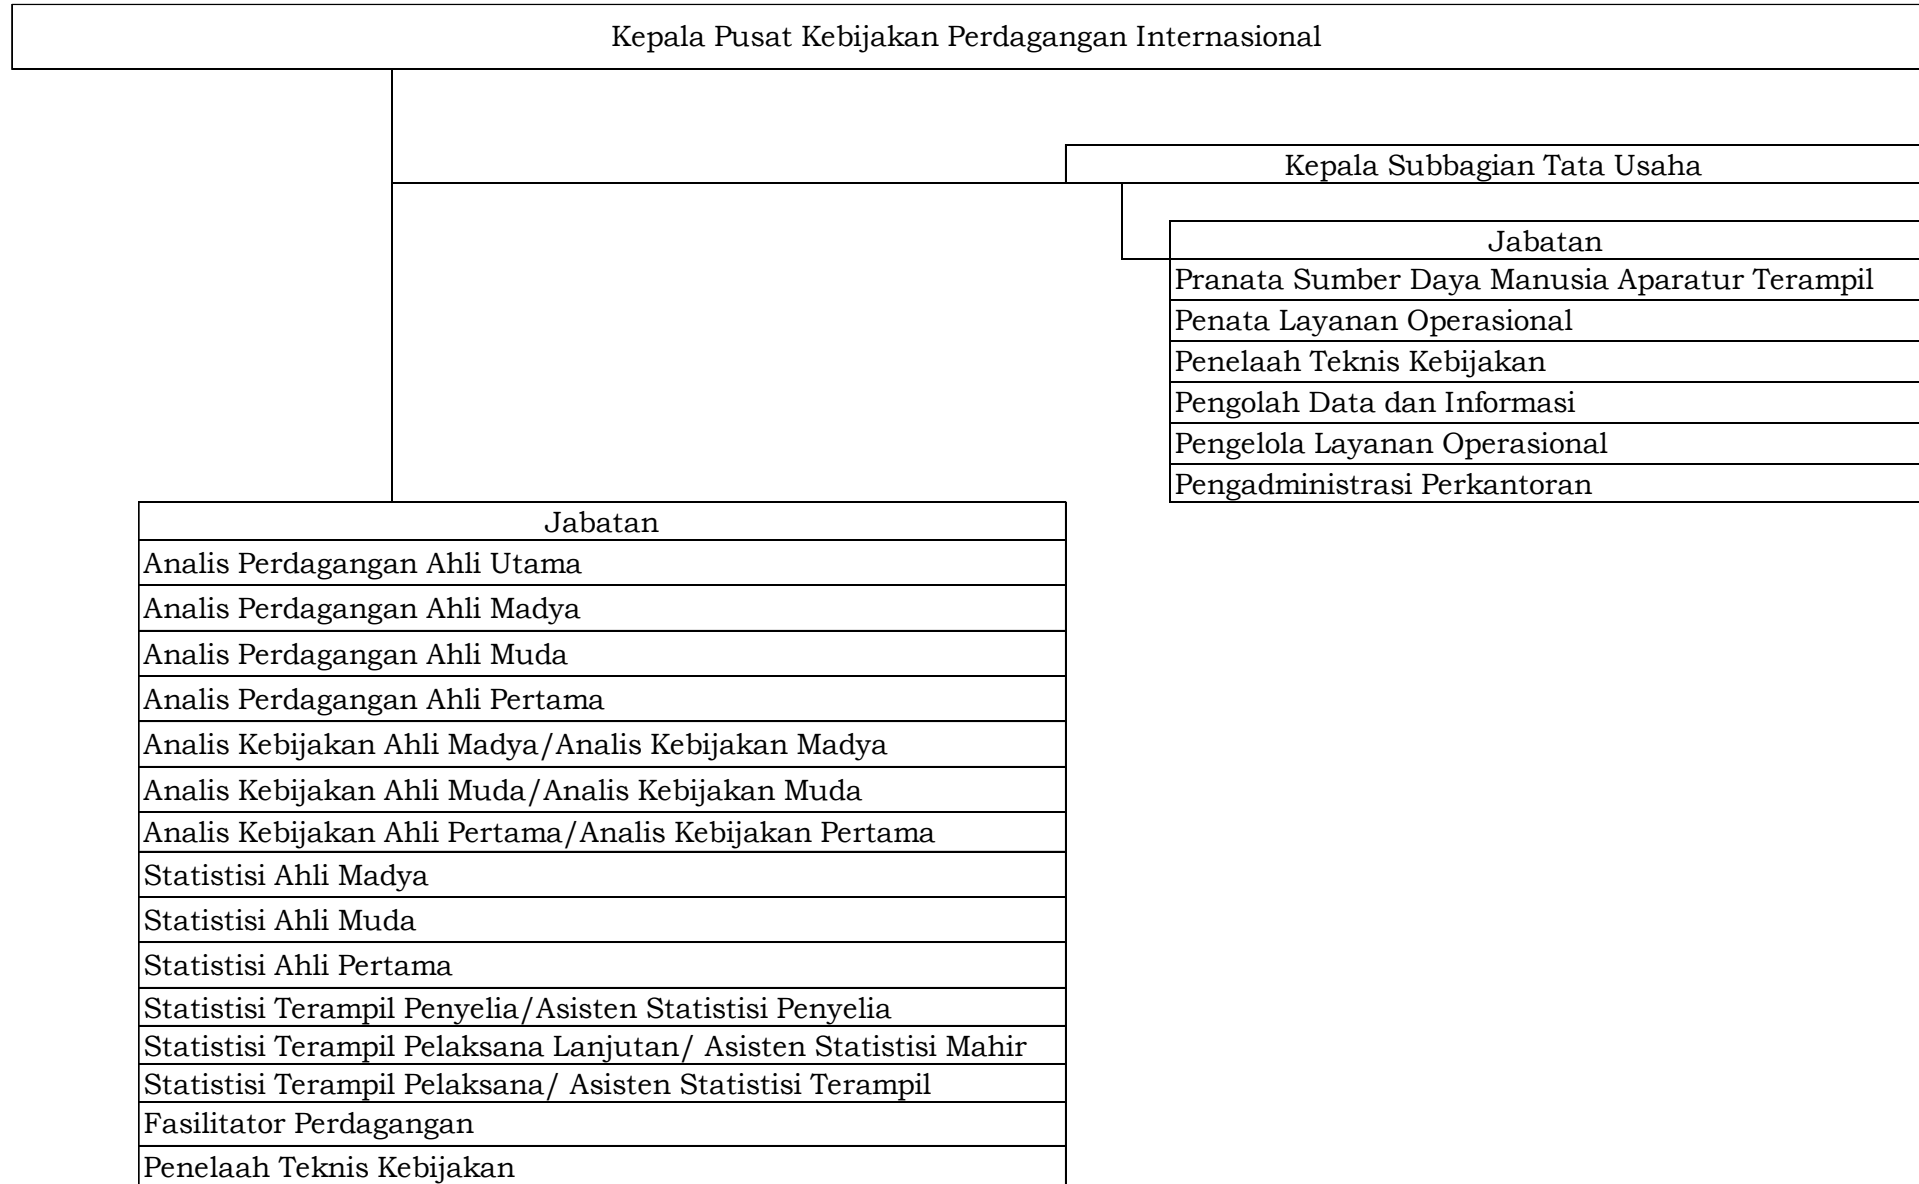 Kepala Pusat Kebijakan Perdagangan Internasional
Kepala Subbagian Tata Usaha
Jabatan
Pranata Sumber Daya Manusia Aparatur Terampil
Penata Layanan Operasional
Penelaah Teknis Kebijakan
Pengolah Data dan Informasi
Pengelola Layanan Operasional
Pengadministrasi Perkantoran
Jabatan
Analis Perdagangan Ahli Utama
Analis Perdagangan Ahli Madya
Analis Perdagangan Ahli Muda
Analis Perdagangan Ahli Pertama
Analis Kebijakan Ahli Madya/Analis Kebijakan Madya
Analis Kebijakan Ahli Muda/Analis Kebijakan Muda
Analis Kebijakan Ahli Pertama/Analis Kebijakan Pertama
Statistisi Ahli Madya
Statistisi Ahli Muda
Statistisi Ahli Pertama
Statistisi Terampil Penyelia/Asisten Statistisi Penyelia
Statistisi Terampil Pelaksana Lanjutan/ Asisten Statistisi Mahir
Statistisi Terampil Pelaksana/ Asisten Statistisi Terampil
Fasilitator Perdagangan
Penelaah Teknis Kebijakan